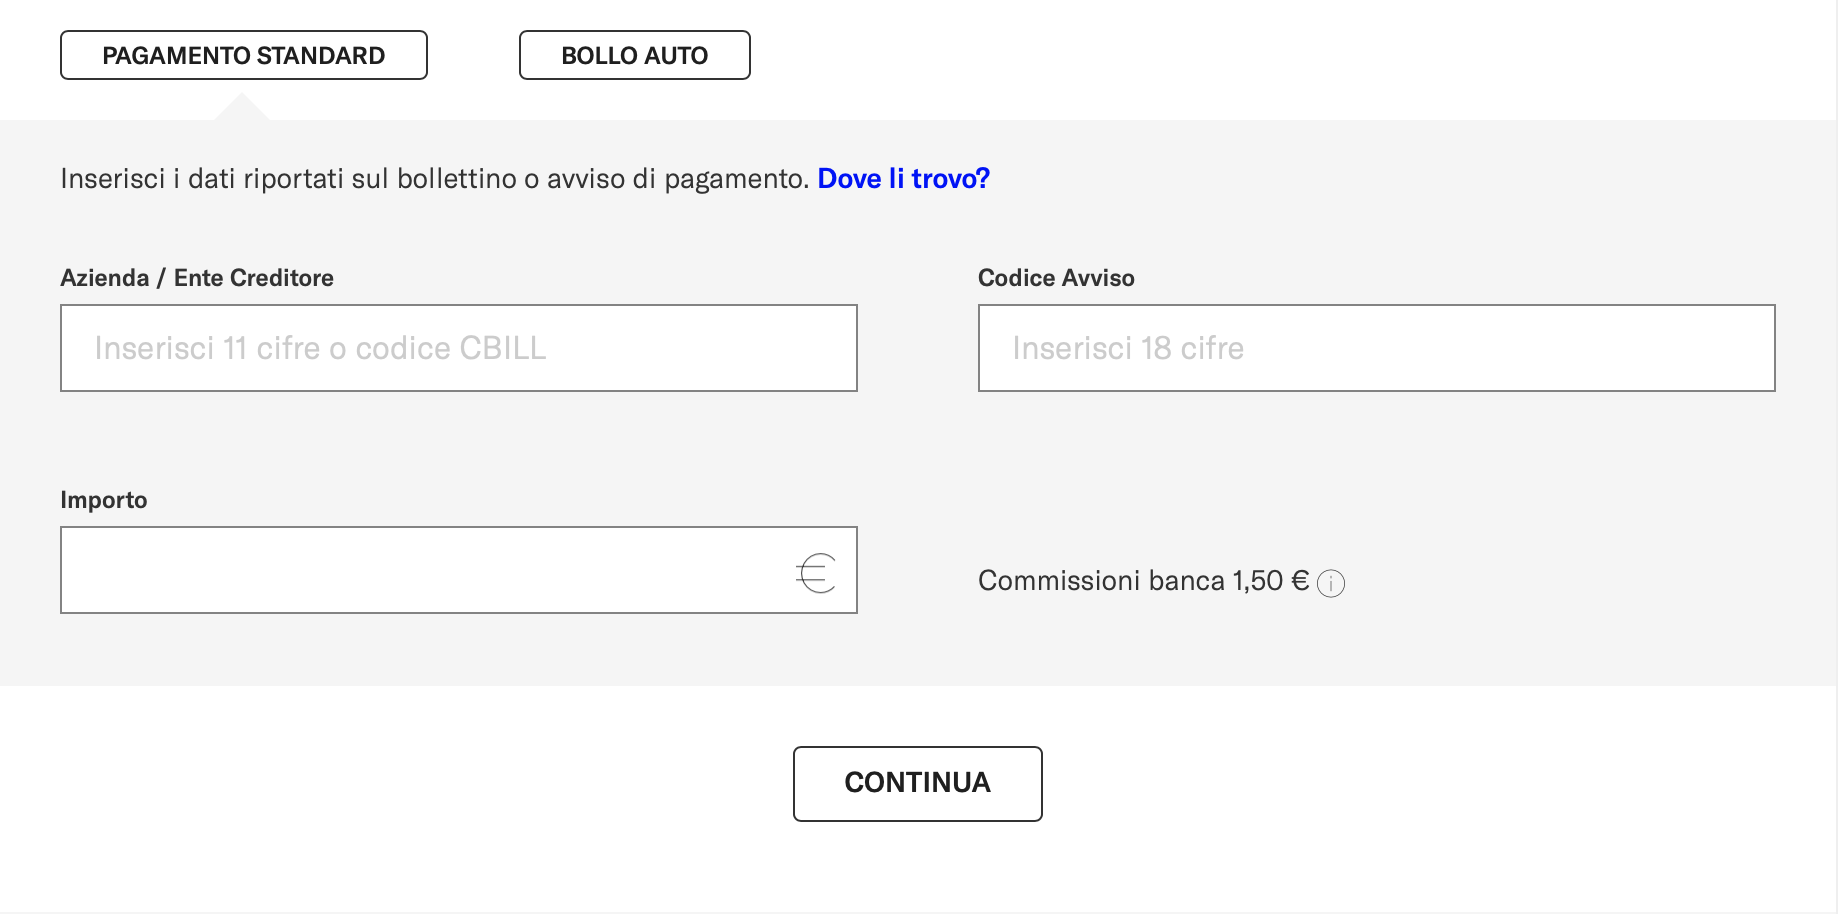 PAGAMENTO STANDARD
BOLLO AUTO
Inserisci i dati riportati sul bollettino o avviso di pagamento. Dove li trovo?
Azienda / Ente Creditore
Inserisci 11 cifre o codice CBILL
Codice Avviso
Inserisci 18 cifre
Importo
€
Commissioni banca 1,50 € i
CONTINUA